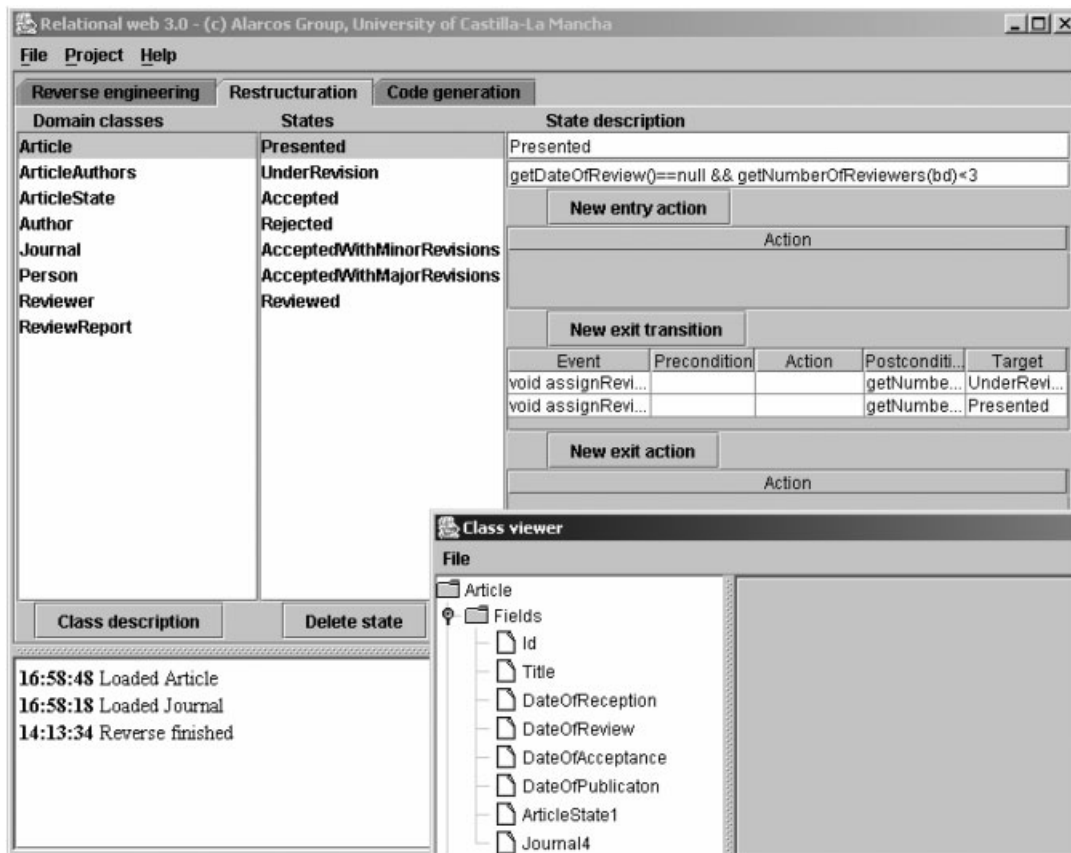 Relational web 3.0 - (c) Alarcos Group, University of Castilla-La Mancha
File Project Help
Reverse engineering Restructuration Code generation
Domain classes States State description
Article Presented Presented
ArticleAuthors UnderRevision getDateOfReview()==null && getNumberOfReviewers(bd)<3
ArticleState Accepted New entry action
Author Rejected Action
Journal AcceptedWithMinorRevisions
Person AcceptedWithMajorRevisions
Reviewer Reviewed
ReviewReport New exit transition
Event Precondition Action Postconditi... Target
void assignRevi... getNumbe... UnderRevi...
void assignRevi... getNumbe... Presented
New exit action
Action
Class viewer
File
Article
Class description Delete state Fields
Id
16:58:48 Loaded Article Title
16:58:18 Loaded Journal DateOfReception
14:13:34 Reverse finished DateOfReview
DateOfAcceptance
DateOfPublicaton
ArticleState1
Journal4